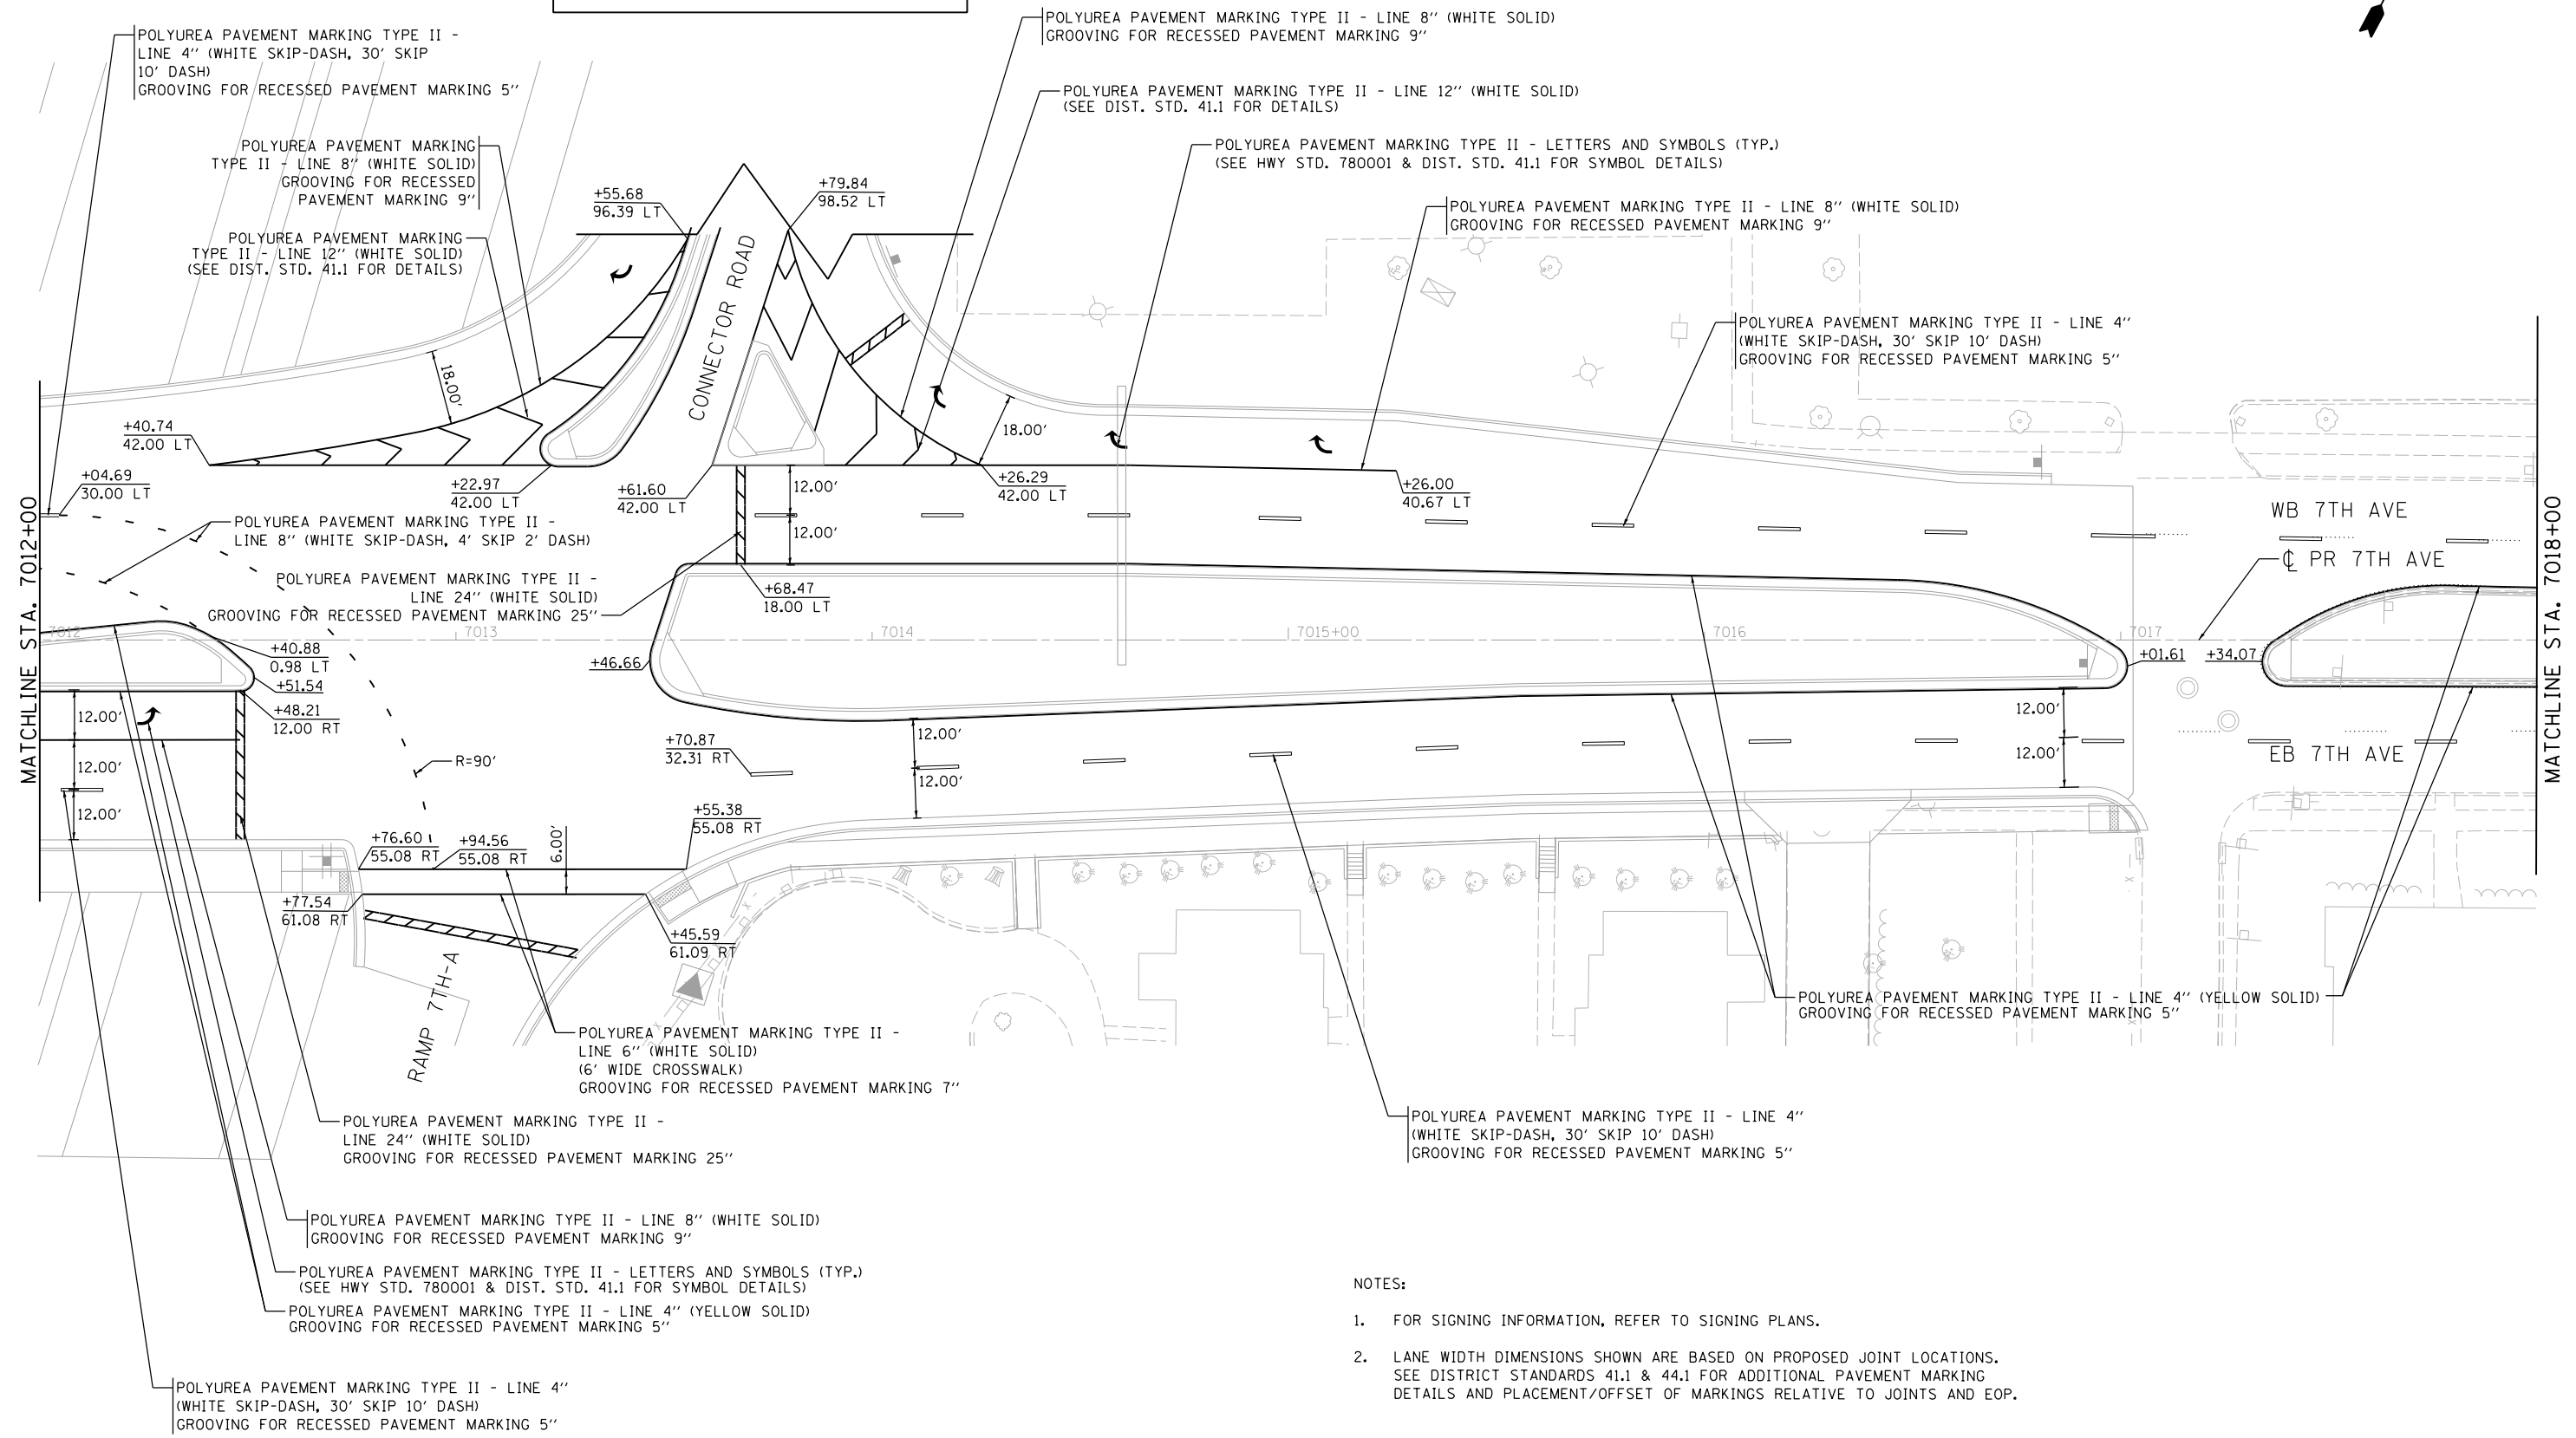 POLYUREA PAVEMENT MARKING TYPE II -
LINE 4" (WHITE SKIP-DASH, 30' SKIP
10' DASH)
GROOVING FOR RECESSED PAVEMENT MARKING 5"
POLYUREA PAVEMENT MARKING TYPE II - LINE 8" (WHITE SOLID)
GROOVING FOR RECESSED PAVEMENT MARKING 9"
POLYUREA PAVEMENT MARKING TYPE II - LINE 12" (WHITE SOLID)
(SEE DIST. STD. 41.1 FOR DETAILS)
POLYUREA PAVEMENT MARKING TYPE II - LETTERS AND SYMBOLS (TYP.)
(SEE HWY STD. 780001 & DIST. STD. 41.1 FOR SYMBOL DETAILS)
POLYUREA PAVEMENT MARKING
TYPE II - LINE 8" (WHITE SOLID)
GROOVING FOR RECESSED
PAVEMENT MARKING 9"
POLYUREA PAVEMENT MARKING
TYPE II - LINE 12" (WHITE SOLID)
(SEE DIST. STD. 41.1 FOR DETAILS)
+55.68
96.39 LT
+79.84
98.52 LT
POLYUREA PAVEMENT MARKING TYPE II - LINE 8" (WHITE SOLID)
GROOVING FOR RECESSED PAVEMENT MARKING 9"
POLYUREA PAVEMENT MARKING TYPE II - LINE 4"
(WHITE SKIP-DASH, 30' SKIP 10' DASH)
GROOVING FOR RECESSED PAVEMENT MARKING 5"
CONNECTOR ROAD
18.00'
18.00'
+40.74
42.00 LT
+04.69
30.00 LT
+22.97
42.00 LT
+61.60
42.00 LT
12.00'
12.00'
+26.29
42.00 LT
+26.00
40.67 LT
WB 7TH AVE
℄ PR 7TH AVE
MATCHLINE STA. 7012+00
MATCHLINE STA. 7018+00
POLYUREA PAVEMENT MARKING TYPE II -
LINE 8" (WHITE SKIP-DASH, 4' SKIP 2' DASH)
POLYUREA PAVEMENT MARKING TYPE II -
LINE 24" (WHITE SOLID)
GROOVING FOR RECESSED PAVEMENT MARKING 25"
+68.47
18.00 LT
7012
7013
7014
7015+00
7016
7017
+40.88
0.98 LT
+51.54
+48.21
12.00 RT
+46.66
+01.61
+34.07
12.00'
12.00'
12.00'
R=90'
+70.87
32.31 RT
12.00'
12.00'
12.00'
12.00'
EB 7TH AVE
+76.60
55.08 RT
+94.56
55.08 RT
6.00'
+55.38
55.08 RT
+77.54
61.08 RT
+45.59
61.09 RT
RAMP 7TH-A
POLYUREA PAVEMENT MARKING TYPE II - LINE 4" (YELLOW SOLID)
GROOVING FOR RECESSED PAVEMENT MARKING 5"
POLYUREA PAVEMENT MARKING TYPE II -
LINE 6" (WHITE SOLID)
(6' WIDE CROSSWALK)
GROOVING FOR RECESSED PAVEMENT MARKING 7"
POLYUREA PAVEMENT MARKING TYPE II -
LINE 24" (WHITE SOLID)
GROOVING FOR RECESSED PAVEMENT MARKING 25"
POLYUREA PAVEMENT MARKING TYPE II - LINE 4"
(WHITE SKIP-DASH, 30' SKIP 10' DASH)
GROOVING FOR RECESSED PAVEMENT MARKING 5"
POLYUREA PAVEMENT MARKING TYPE II - LINE 8" (WHITE SOLID)
GROOVING FOR RECESSED PAVEMENT MARKING 9"
POLYUREA PAVEMENT MARKING TYPE II - LETTERS AND SYMBOLS (TYP.)
(SEE HWY STD. 780001 & DIST. STD. 41.1 FOR SYMBOL DETAILS)
POLYUREA PAVEMENT MARKING TYPE II - LINE 4" (YELLOW SOLID)
GROOVING FOR RECESSED PAVEMENT MARKING 5"
POLYUREA PAVEMENT MARKING TYPE II - LINE 4"
(WHITE SKIP-DASH, 30' SKIP 10' DASH)
GROOVING FOR RECESSED PAVEMENT MARKING 5"
NOTES:
1. FOR SIGNING INFORMATION, REFER TO SIGNING PLANS.
2. LANE WIDTH DIMENSIONS SHOWN ARE BASED ON PROPOSED JOINT LOCATIONS.
SEE DISTRICT STANDARDS 41.1 & 44.1 FOR ADDITIONAL PAVEMENT MARKING
DETAILS AND PLACEMENT/OFFSET OF MARKINGS RELATIVE TO JOINTS AND EOP.